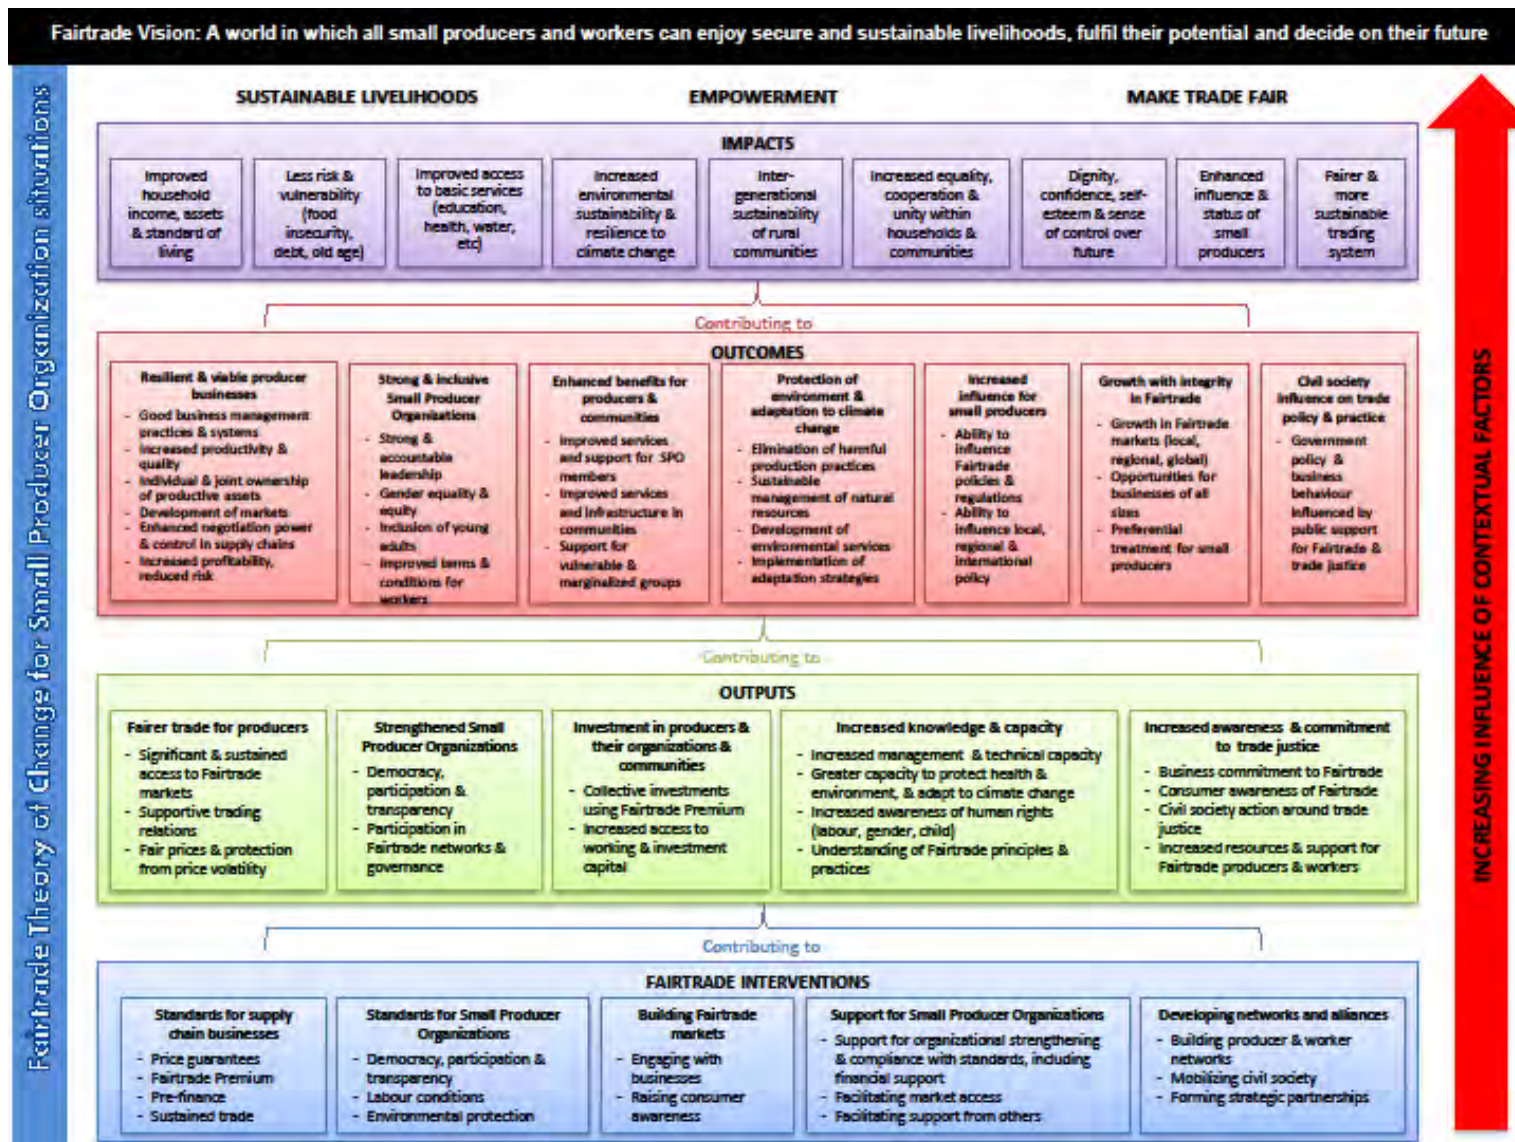 Fairtrade Vision: A world in which all small producers and workers can enjoy secure and sustainable livelihoods, fulfil their potential and decide on their future
Fairtrade Theory of Change for Small Producer Organization situations
SUSTAINABLE LIVELIHOODS
EMPOWERMENT
MAKE TRADE FAIR
IMPACTS
Improved
household
income, assets
& standard of
living
Less risk &
vulnerability
(food
insecurity,
debt, old age)
Improved access
to basic services
(education,
health, water,
etc)
Increased
environmental
sustainability &
resilience to
climate change
Inter-
generational
sustainability
of rural
communities
Increased equality,
cooperation &
unity within
households &
communities
Dignity,
confidence, self-
esteem & sense
of control over
future
Enhanced
influence &
status of
small
producers
Fairer &
more
sustainable
trading
system
Contributing to
OUTCOMES
Resilient & viable producer
businesses
- Good business management
practices & systems
- Increased productivity &
quality
- Individual & joint ownership
of productive assets
- Development of markets
- Enhanced negotiation power
& control in supply chains
- Increased profitability,
reduced risk
Strong & inclusive
Small Producer
Organizations
- Strong &
accountable
leadership
- Gender equality &
equity
- Inclusion of young
adults
- Improved terms &
conditions for
workers
Enhanced benefits for
producers &
communities
- Improved services
and support for SPO
members
- Improved services
and infrastructure in
communities
- Support for
vulnerable &
marginalized groups
Protection of
environment &
adaptation to climate
change
- Elimination of harmful
production practices
- Sustainable
management of natural
resources
- Development of
environmental services
- Implementation of
adaptation strategies
Increased
influence for
small producers
- Ability to
influence
Fairtrade
policies &
regulations
- Ability to
influence local,
regional &
international
policy
Growth with integrity
in Fairtrade
- Growth in Fairtrade
markets (local,
regional, global)
- Opportunities for
businesses of all
sizes
- Preferential
treatment for small
producers
Civil society
influence on trade
policy & practice
- Government
policy &
business
behaviour
influenced by
public support
for Fairtrade &
trade justice
Contributing to
OUTPUTS
Fairer trade for producers
- Significant & sustained
access to Fairtrade
markets
- Supportive trading
relations
- Fair prices & protection
from price volatility
Strengthened Small
Producer Organizations
- Democracy,
participation &
transparency
- Participation in
Fairtrade networks &
governance
Investment in producers &
their organizations &
communities
- Collective investments
using Fairtrade Premium
- Increased access to
working & investment
capital
Increased knowledge & capacity
- Increased management & technical capacity
- Greater capacity to protect health &
environment, & adapt to climate change
- Increased awareness of human rights
(labour, gender, child)
- Understanding of Fairtrade principles &
practices
Increased awareness & commitment
to trade justice
- Business commitment to Fairtrade
- Consumer awareness of Fairtrade
- Civil society action around trade
justice
- Increased resources & support for
Fairtrade producers & workers
Contributing to
FAIRTRADE INTERVENTIONS
Standards for supply
chain businesses
- Price guarantees
- Fairtrade Premium
- Pre-finance
- Sustained trade
Standards for Small Producer
Organizations
- Democracy, participation &
transparency
- Labour conditions
- Environmental protection
Building Fairtrade
markets
- Engaging with
businesses
- Raising consumer
awareness
Support for Small Producer Organizations
- Support for organizational strengthening
& compliance with standards, including
financial support
- Facilitating market access
- Facilitating support from others
Developing networks and alliances
- Building producer & worker
networks
- Mobilizing civil society
- Forming strategic partnerships
INCREASING INFLUENCE OF CONTEXTUAL FACTORS